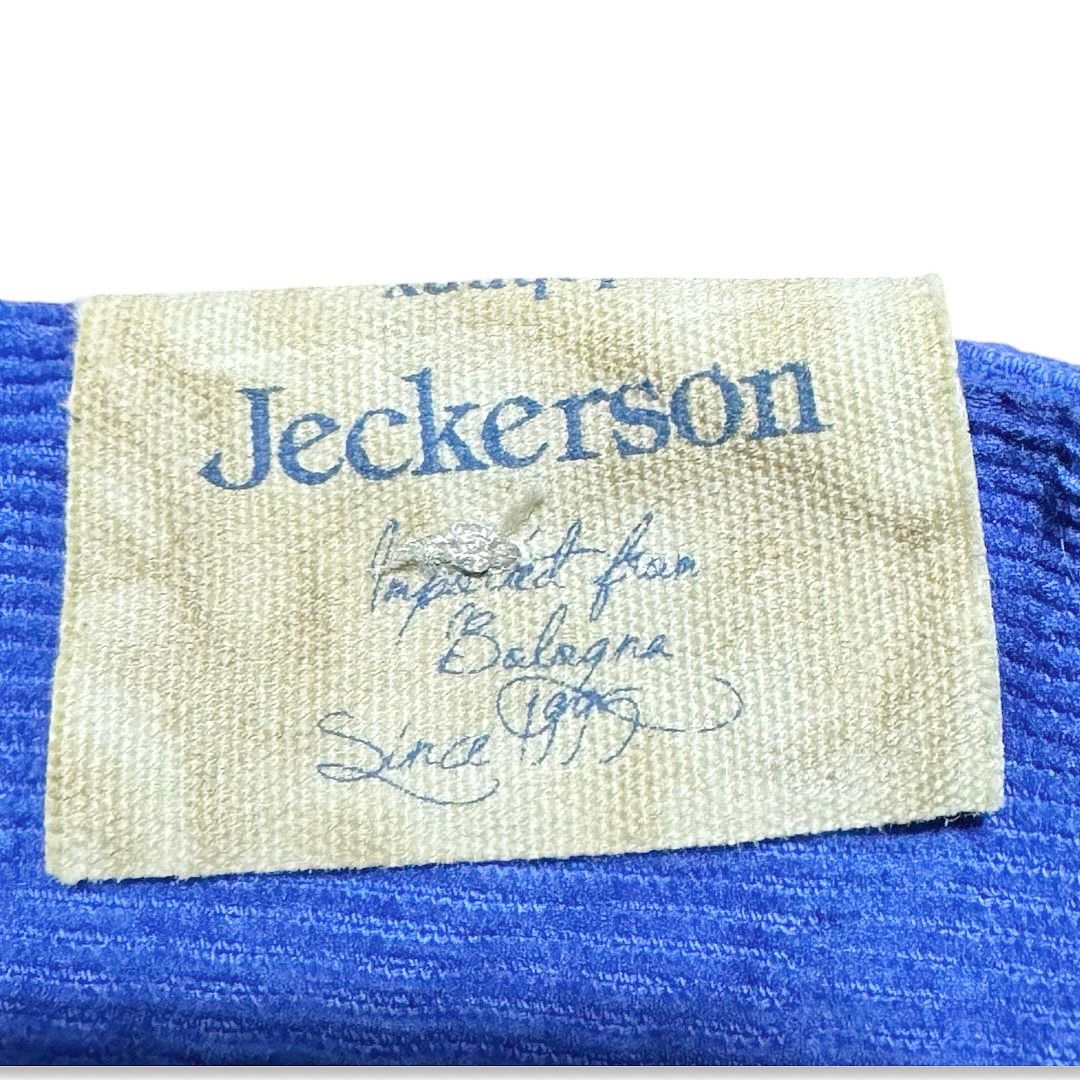 Jeckerson
Imported from
Bologna
Since 1995